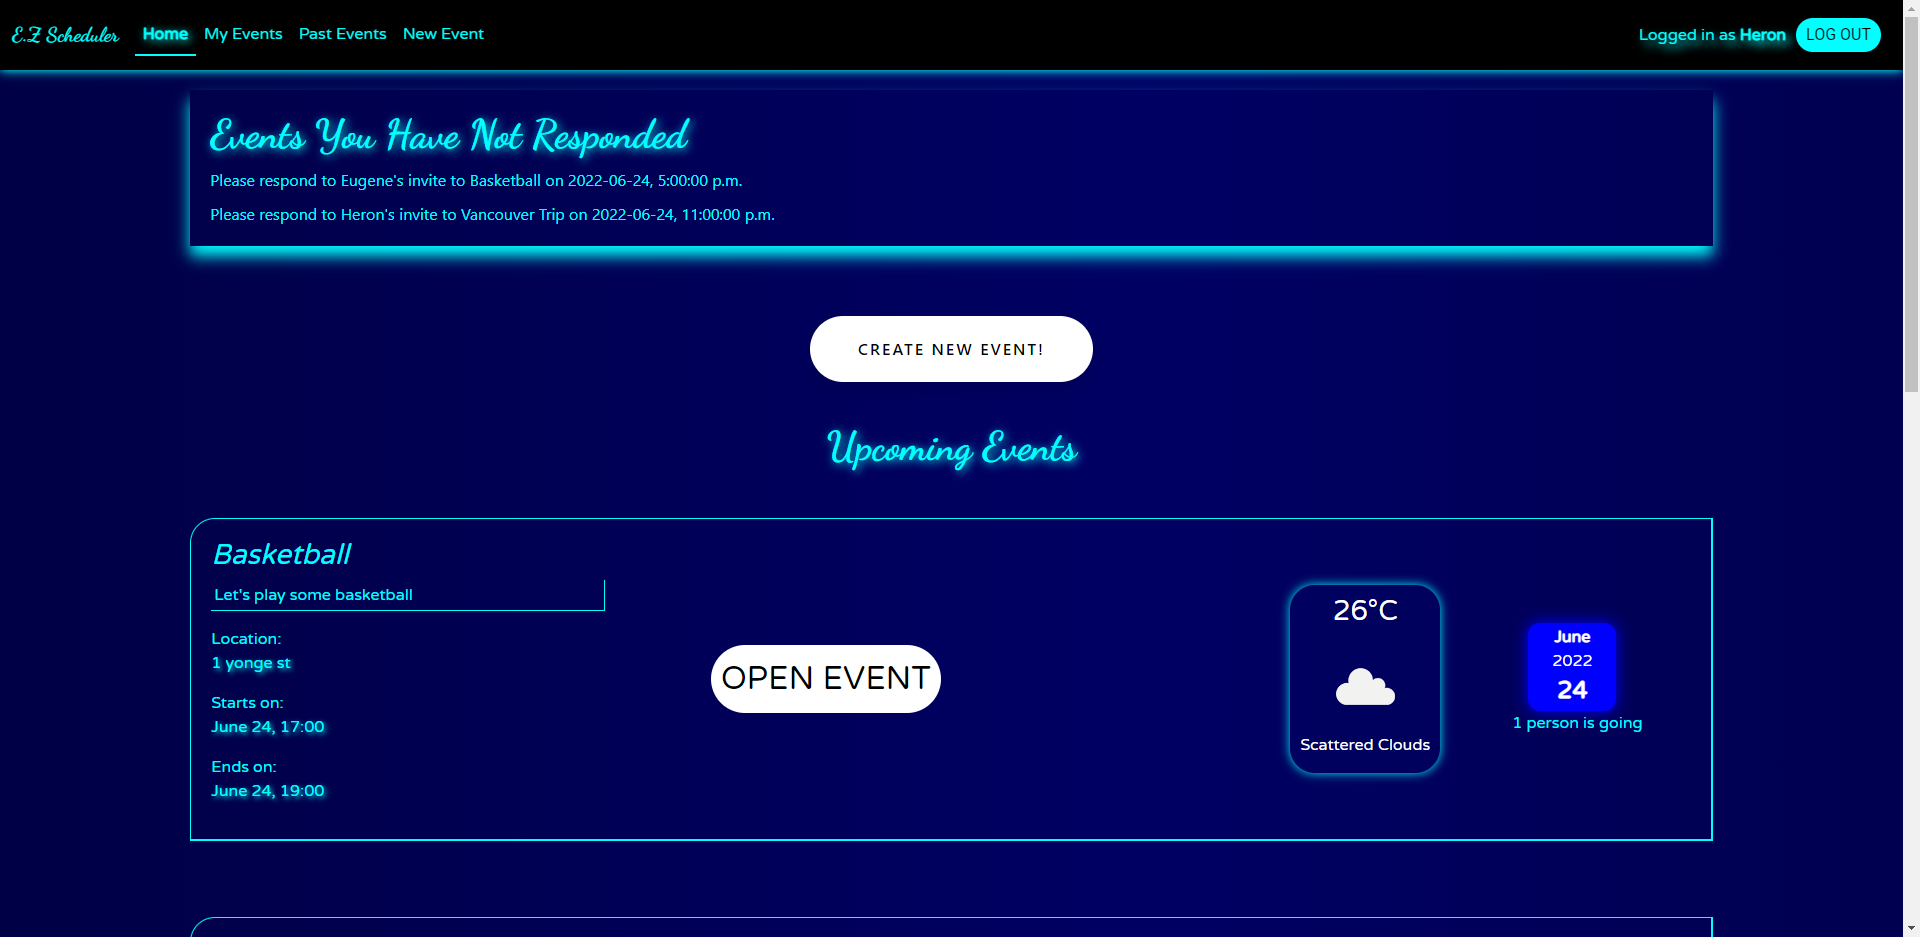 E.Z Scheduler Home My Events Past Events New Event Logged in as Heron LOG OUT
Events You Have Not Responded
Please respond to Eugene's invite to Basketball on 2022-06-24, 5:00:00 p.m.
Please respond to Heron's invite to Vancouver Trip on 2022-06-24, 11:00:00 p.m.
CREATE NEW EVENT!
Upcoming Events
Basketball
Let's play some basketball
Location:
1 yonge st
Starts on:
June 24, 17:00
Ends on:
June 24, 19:00
OPEN EVENT
26°C
Scattered Clouds
June
2022
24
1 person is going